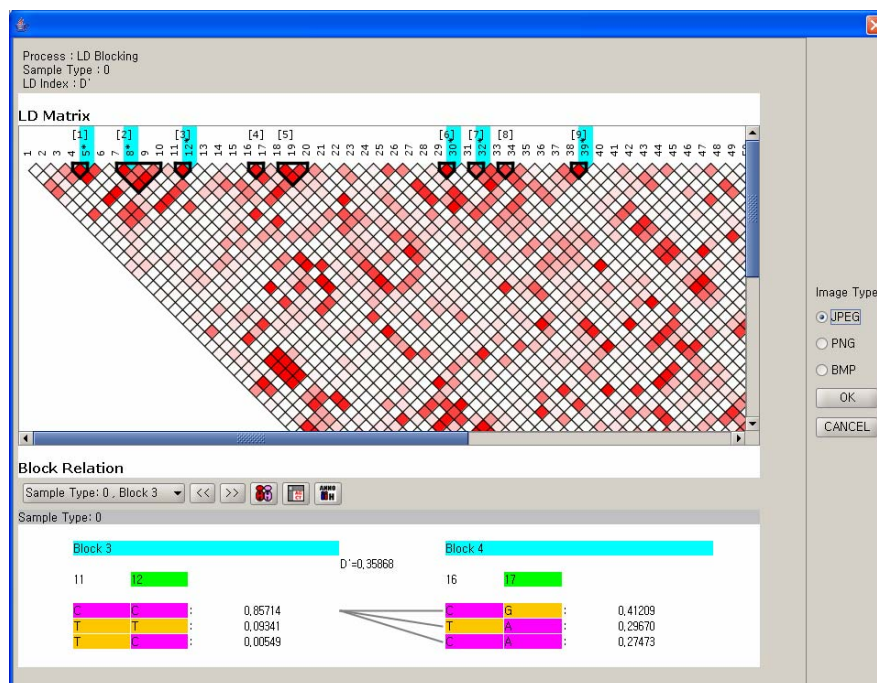 Process : LD Blocking
Sample Type : 0
LD Index : D`
LD Matrix
[1] [2] [3] [4] [5] [6] [7] [8] [9]
1 2 3 4 5* 6 7 8* 9 10 11 12* 13 14 15 16 17 18 19 20 21 22 23 24 25 26 27 28 29 30* 31 32* 33 34 35 36 37 38 39* 40 41 42 43 44 45 46 47 48 49
Image Type
JPEG
PNG
BMP
OK
CANCEL
Block Relation
Sample Type: 0 , Block 3 << >>
Sample Type: 0
Block 3 Block 4
D`=0,35868
11 12 16 17
C C : 0,85714 C G : 0,41209
T T : 0,09341 T A : 0,29670
T C : 0,00549 C A : 0,27473